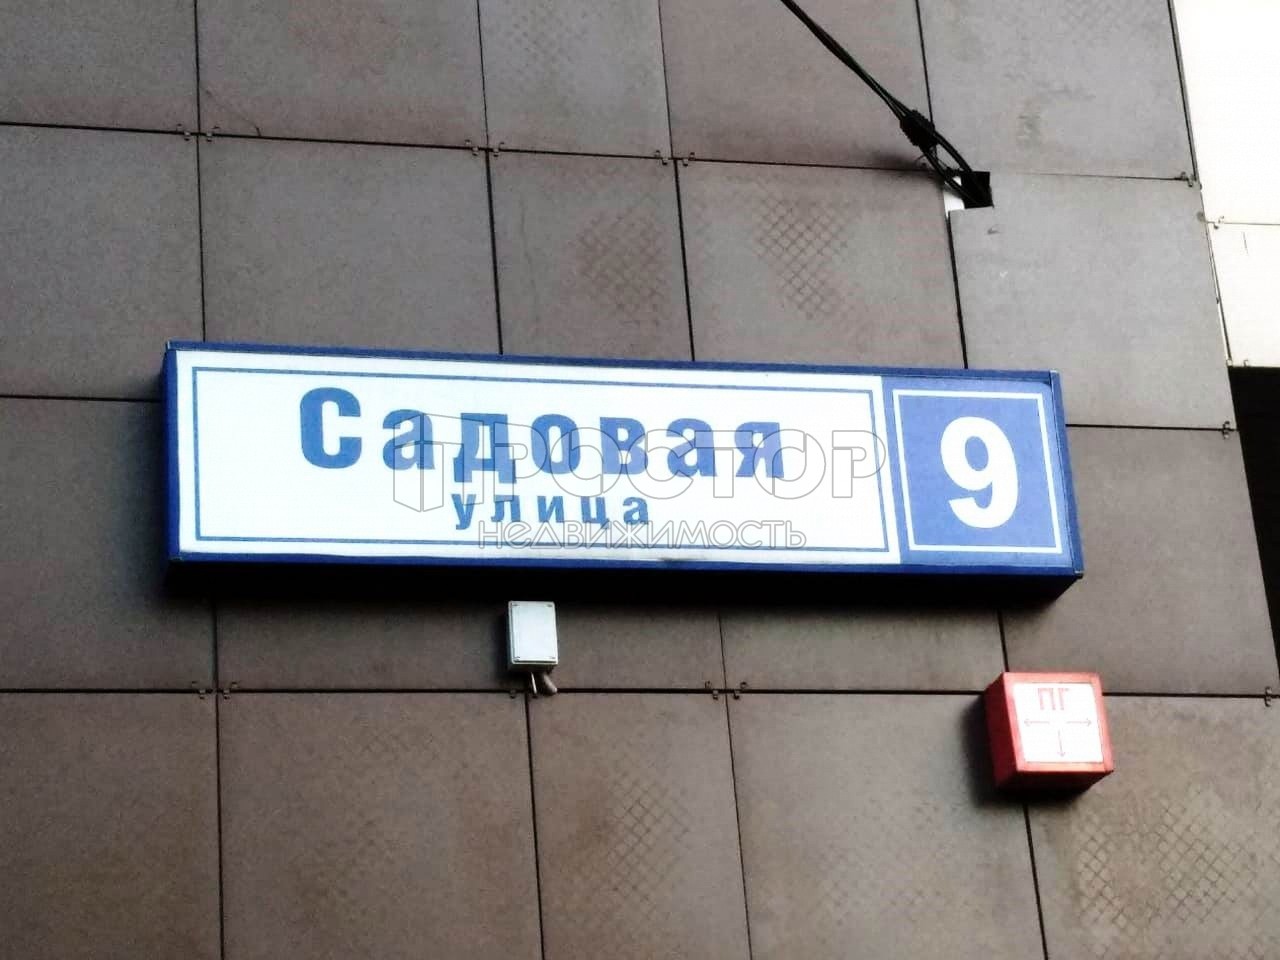 Садовая
улица
9
ПРОСТОР
недвижимость
ПГ